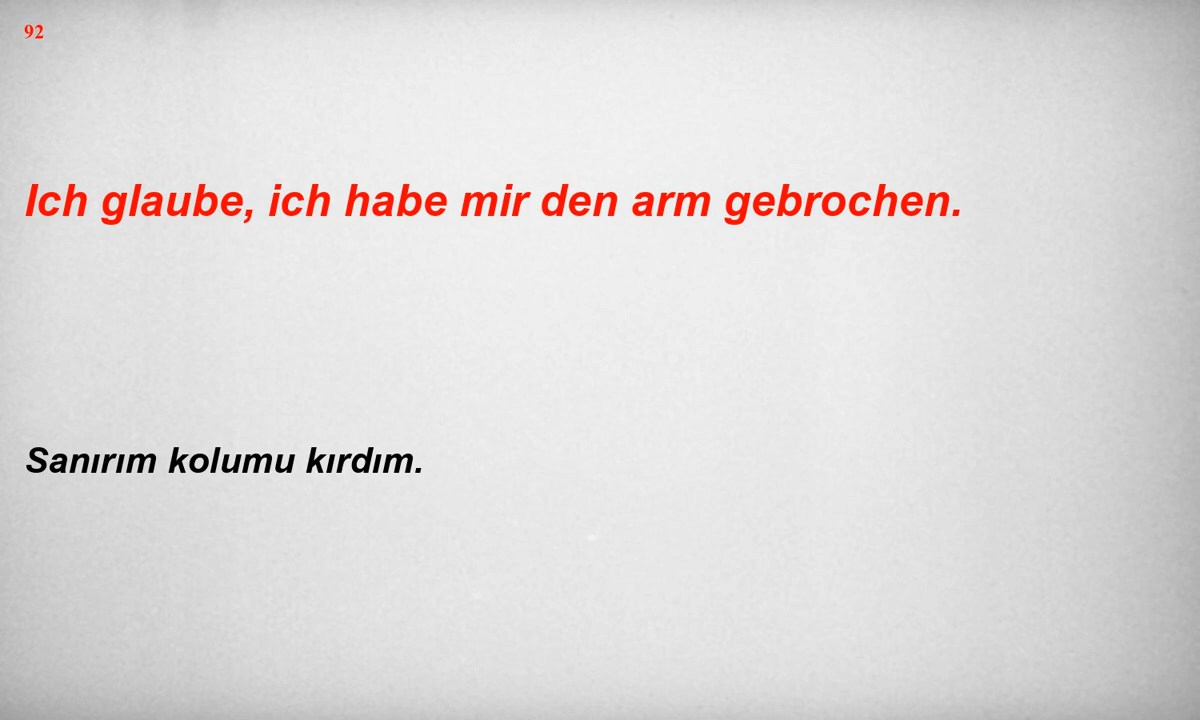 92
Ich glaube, ich habe mir den arm gebrochen.
Sanırım kolumu kırdım.